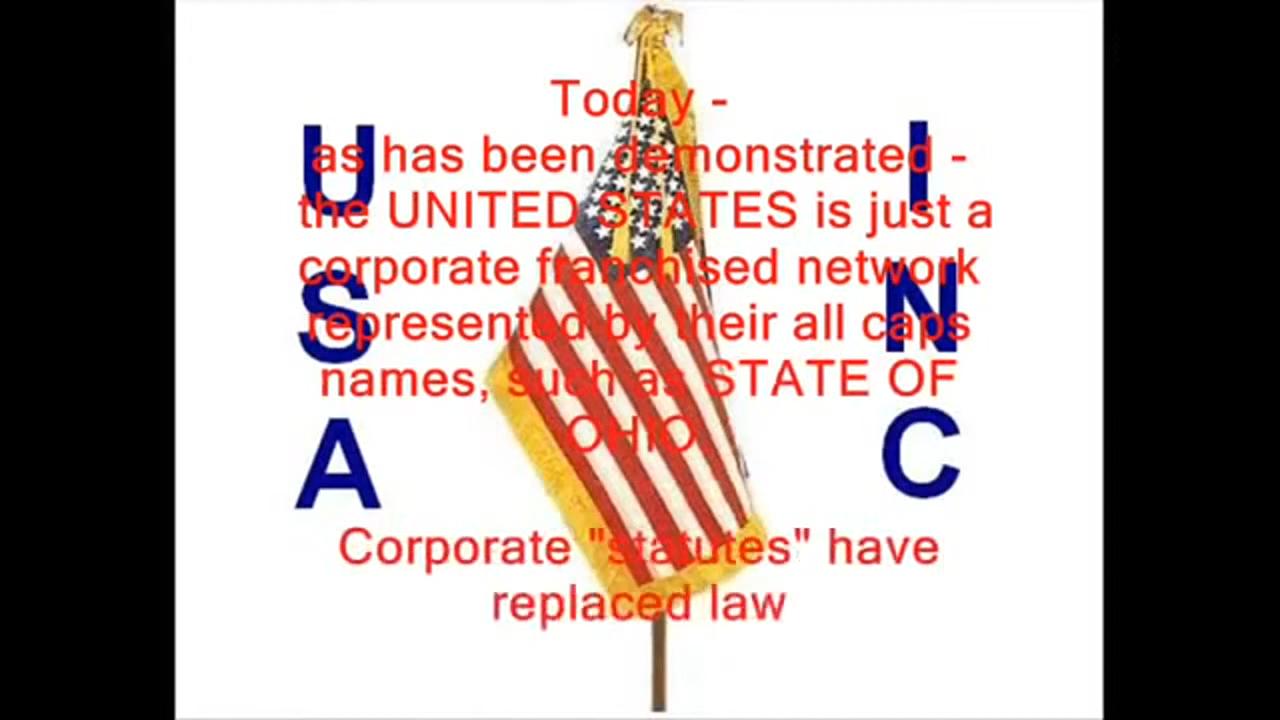 Today -
as has been demonstrated -
the UNITED STATES is just a
corporate franchised network
represented by their all caps
names, such as STATE OF
OHIO
Corporate "statutes" have
replaced law
U
S
A
I
N
C